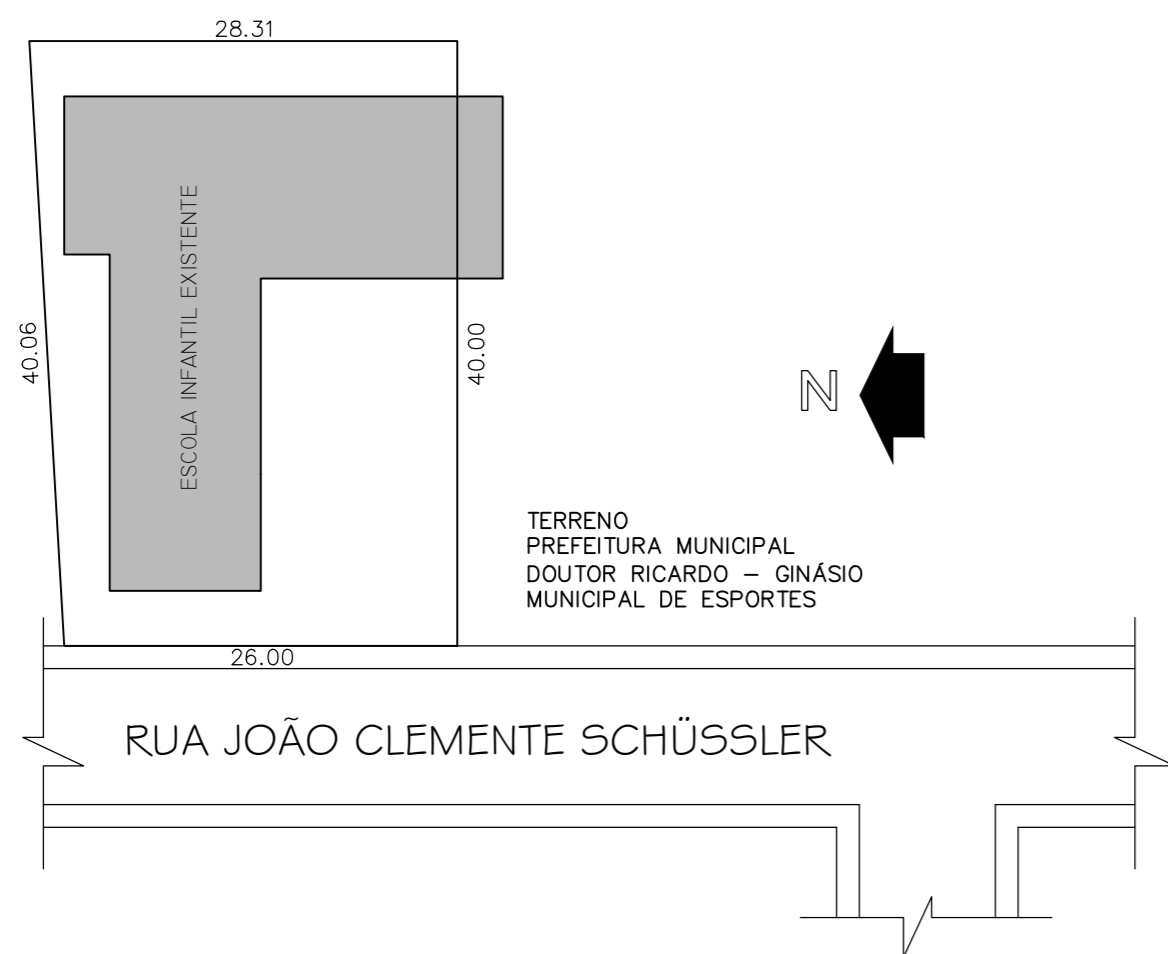 28.31
ESCOLA INFANTIL EXISTENTE
40.06
40.00
N
TERRENO
PREFEITURA MUNICIPAL
DOUTOR RICARDO – GINÁSIO
MUNICIPAL DE ESPORTES
26.00
RUA JOÃO CLEMENTE SCHÜSSLER